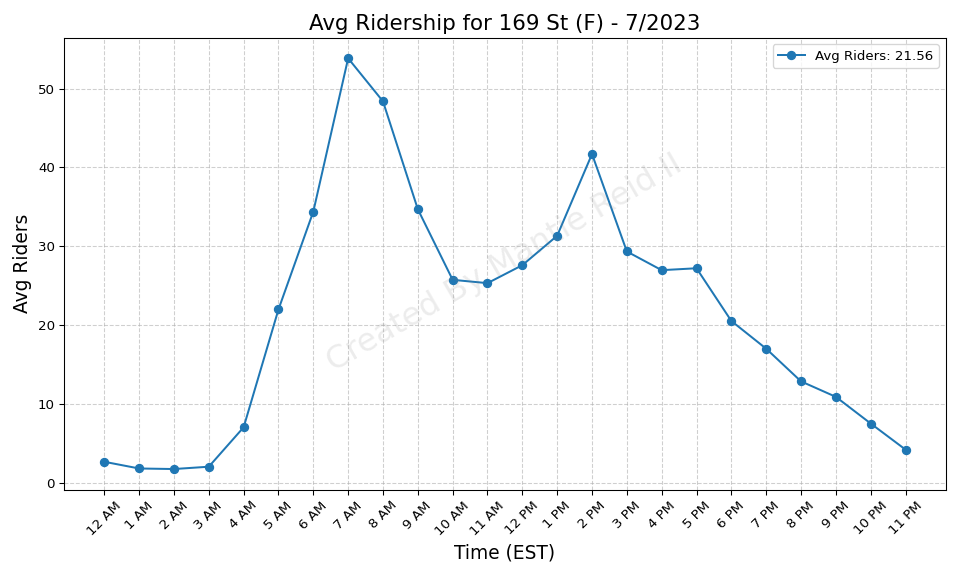 Avg Ridership for 169 St (F) - 7/2023
Avg Riders: 21.56
Avg Riders
50
40
30
20
10
0
Created By Mantle Reid II
12 AM
1 AM
2 AM
3 AM
4 AM
5 AM
6 AM
7 AM
8 AM
9 AM
10 AM
11 AM
12 PM
1 PM
2 PM
3 PM
4 PM
5 PM
6 PM
7 PM
8 PM
9 PM
10 PM
11 PM
Time (EST)